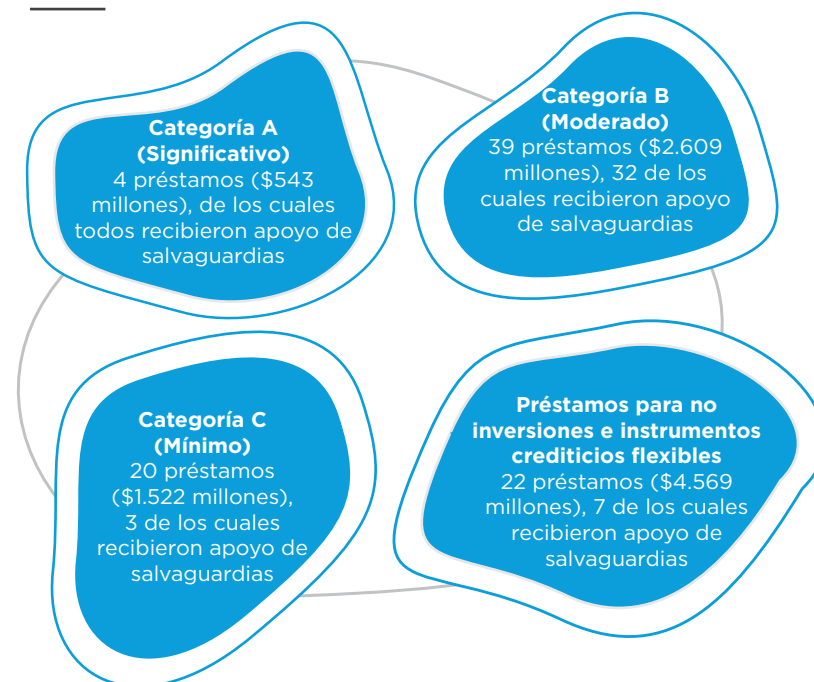 Categoría A
(Significativo)
4 préstamos ($543
millones), de los cuales
todos recibieron apoyo de
salvaguardias
Categoría B
(Moderado)
39 préstamos ($2.609
millones), 32 de los
cuales recibieron apoyo
de salvaguardias
Categoría C
(Mínimo)
20 préstamos
($1.522 millones),
3 de los cuales
recibieron apoyo de
salvaguardias
Préstamos para no
inversiones e instrumentos
crediticios flexibles
22 préstamos ($4.569
millones), 7 de los cuales
recibieron apoyo de
salvaguardias